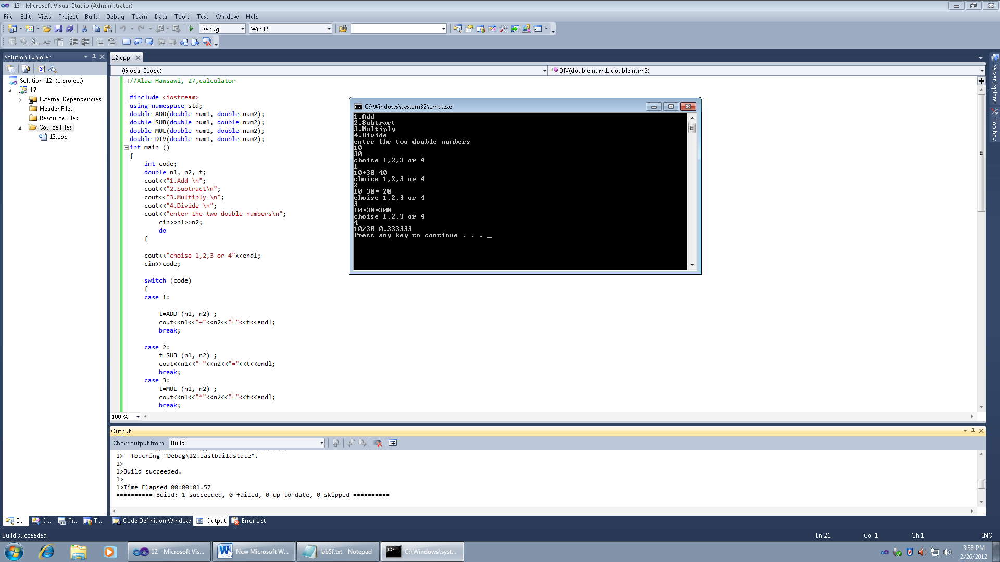 12 - Microsoft Visual Studio (Administrator)
File Edit View Project Build Debug Team Data Tools Test Window Help
Debug Win32
Solution Explorer
12.cpp
(Global Scope)
DIV(double num1, double num2)
Solution '12' (1 project)
12
External Dependencies
Header Files
Resource Files
Source Files
12.cpp
//Alaa Hawsawi, 27,calculator
#include <iostream>
using namespace std;
double ADD(double num1, double num2);
double SUB(double num1, double num2);
double MUL(double num1, double num2);
double DIV(double num1, double num2);
int main ()
{
int code;
double n1, n2, t;
cout<<"1.Add \n";
cout<<"2.Subtract\n";
cout<<"3.Multiply \n";
cout<<"4.Divide \n";
cout<<"enter the two double numbers\n";
cin>>n1>>n2;
do
{
cout<<"choise 1,2,3 or 4"<<endl;
cin>>code;
switch (code)
{
case 1:
t=ADD (n1, n2) ;
cout<<n1<<"+"<<n2<<"="<<t<<endl;
break;
case 2:
t=SUB (n1, n2) ;
cout<<n1<<"-"<<n2<<"="<<t<<endl;
break;
case 3:
t=MUL (n1, n2) ;
cout<<n1<<"*"<<n2<<"="<<t<<endl;
break;
100 %
C:\Windows\system32\cmd.exe
1.Add
2.Subtract
3.Multiply
4.Divide
enter the two double numbers
10
30
choise 1,2,3 or 4
1
10+30=40
choise 1,2,3 or 4
2
10-30=-20
choise 1,2,3 or 4
3
10*30=300
choise 1,2,3 or 4
4
10/30=0.333333
Press any key to continue . . . _
Server Explorer
Toolbox
Output
Show output from: Build
1> Touching "Debug\12.lastbuildstate".
1>
1>Build succeeded.
1>
1>Time Elapsed 00:00:01.57
========== Build: 1 succeeded, 0 failed, 0 up-to-date, 0 skipped ==========
S... Cl... Pr... T...
Code Definition Window Output Error List
Build succeeded
Ln 21 Col 1 Ch 1 INS
12 - Microsoft Vis...
New Microsoft W...
lab5f.txt - Notepad
C:\Windows\syst...
3:38 PM
2/26/2012